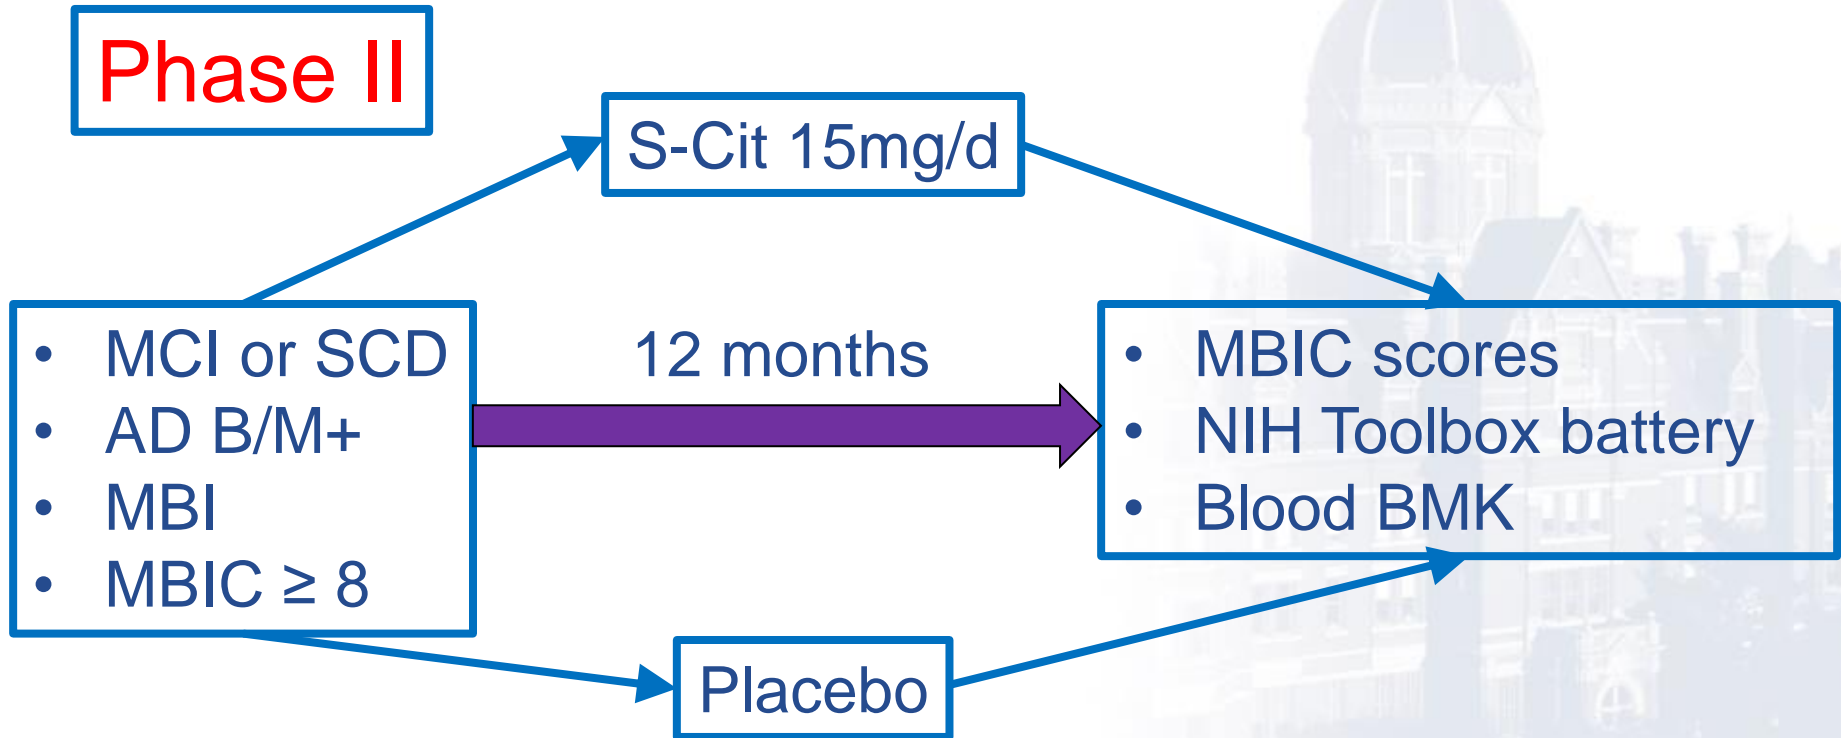 Phase II
S-Cit 15mg/d
• MCI or SCD
• AD B/M+
• MBI
• MBIC ≥ 8
12 months
• MBIC scores
• NIH Toolbox battery
• Blood BMK
Placebo